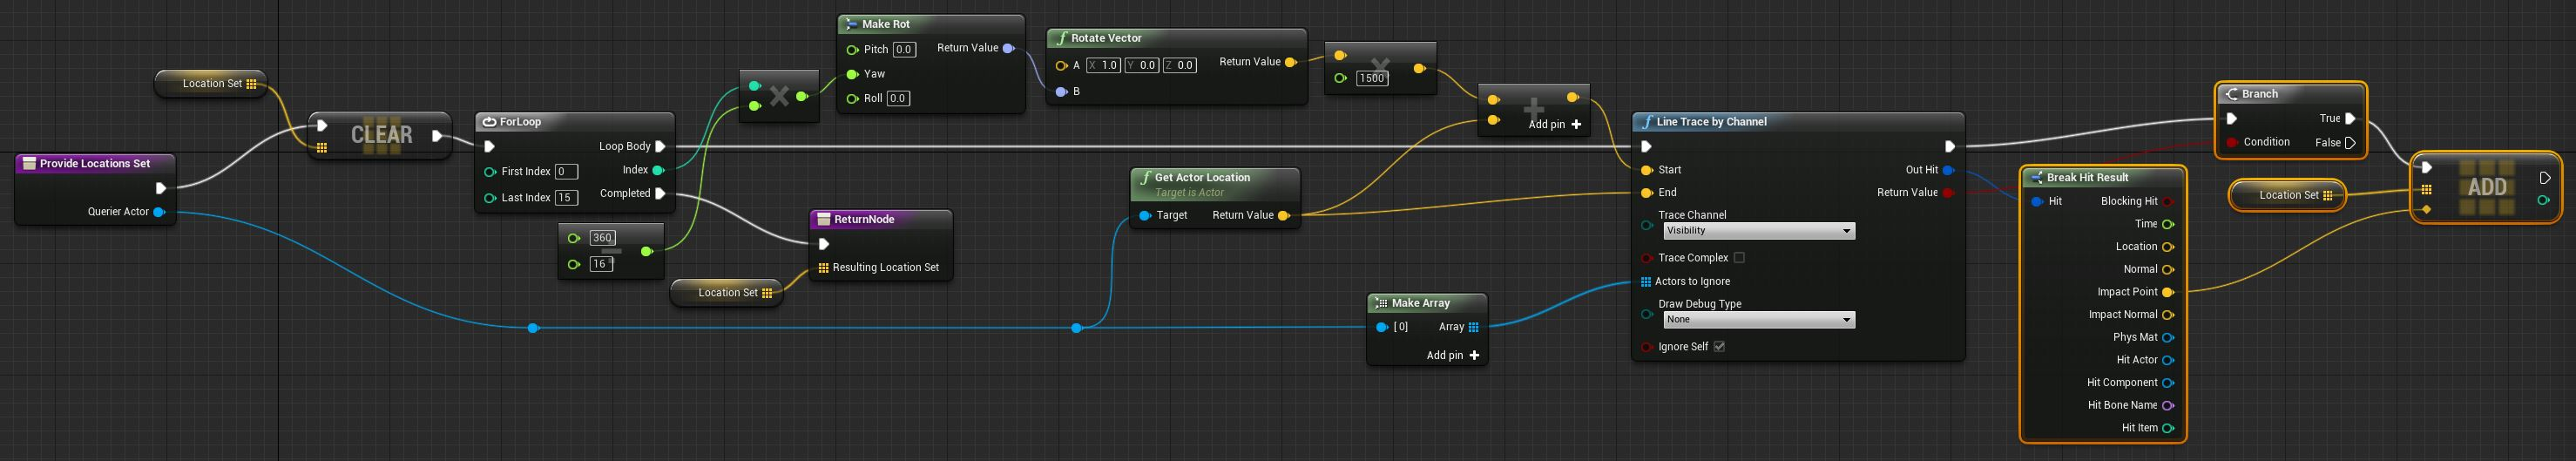 Provide Locations Set
Querier Actor
Location Set
CLEAR
ForLoop
Loop Body
First Index 0
Index
Last Index 15
Completed
360
16
Location Set
ReturnNode
Resulting Location Set
Make Rot
Pitch 0.0
Return Value
Yaw
Roll 0.0
Rotate Vector
A X 1.0 Y 0.0 Z 0.0
Return Value
B
1500
Add pin +
Get Actor Location
Target is Actor
Target
Return Value
Make Array
[0]
Array
Add pin +
Line Trace by Channel
Start
Out Hit
End
Return Value
Trace Channel
Visibility
Trace Complex
Actors to Ignore
Draw Debug Type
None
Ignore Self
Break Hit Result
Hit
Blocking Hit
Time
Location
Normal
Impact Point
Impact Normal
Phys Mat
Hit Actor
Hit Component
Hit Bone Name
Hit Item
Branch
True
Condition
False
Location Set
ADD